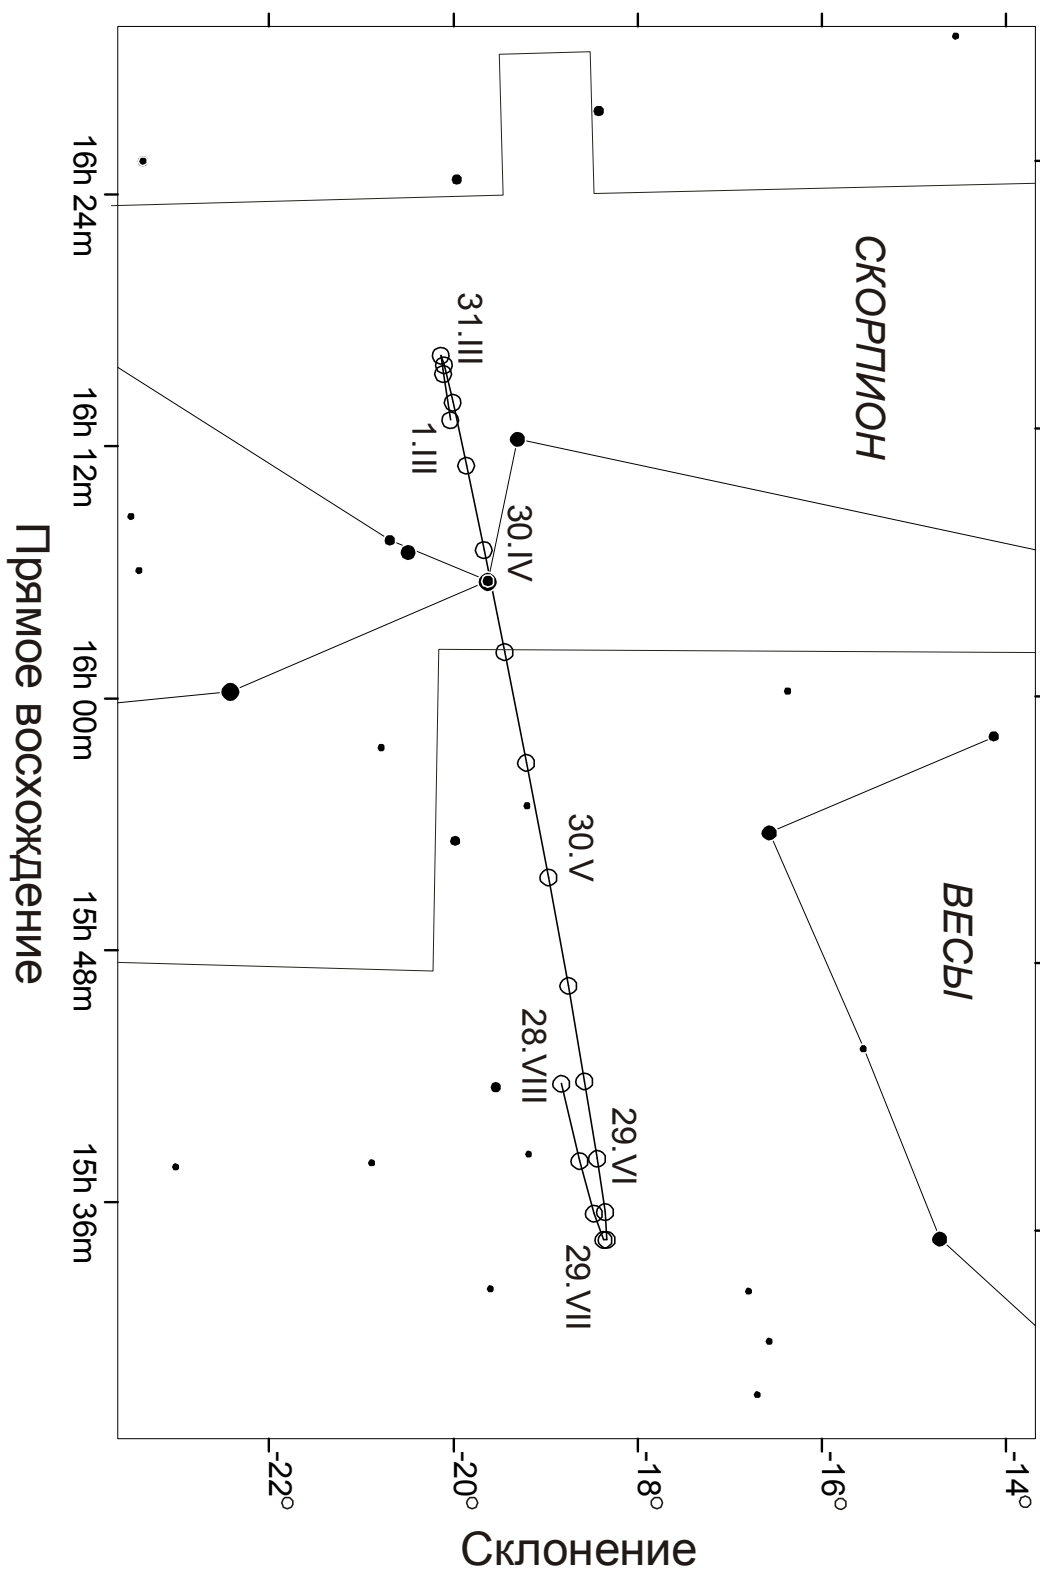 СКОРПИОН
ВЕСЫ
31.III
1.III
30.IV
30.V
28.VIII
29.VI
29.VII
16h 24m
16h 12m
16h 00m
15h 48m
15h 36m
Прямое восхождение
-14°
-16°
-18°
-20°
-22°
Склонение